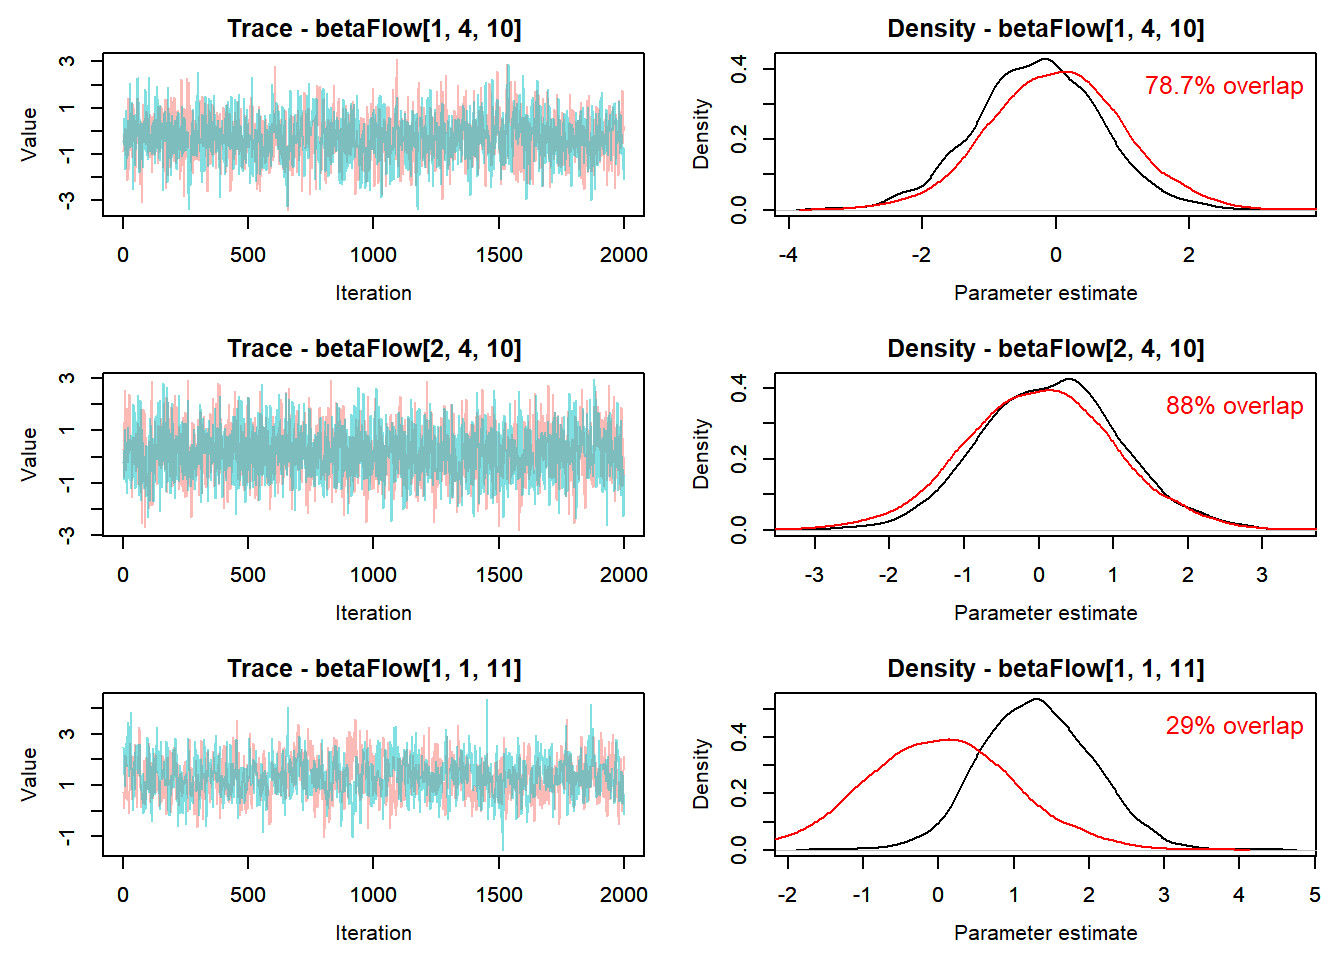 Trace - betaFlow[1, 4, 10]
Value
3
1
-1
-3
0 500 1000 1500 2000
Iteration
Density - betaFlow[1, 4, 10]
78.7% overlap
Density
0.4
0.2
0.0
-4 -2 0 2
Parameter estimate
Trace - betaFlow[2, 4, 10]
Value
3
1
-1
-3
0 500 1000 1500 2000
Iteration
Density - betaFlow[2, 4, 10]
88% overlap
Density
0.4
0.2
0.0
-3 -2 -1 0 1 2 3
Parameter estimate
Trace - betaFlow[1, 1, 11]
Value
3
1
-1
0 500 1000 1500 2000
Iteration
Density - betaFlow[1, 1, 11]
29% overlap
Density
0.4
0.2
0.0
-2 -1 0 1 2 3 4 5
Parameter estimate